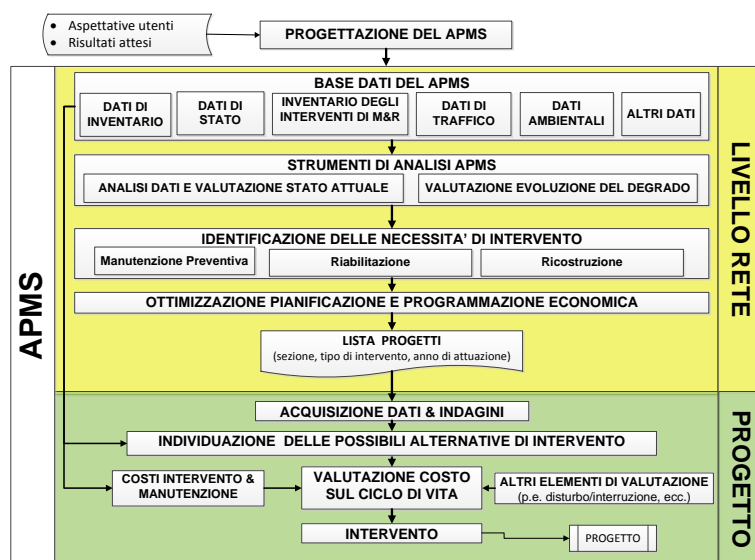 • Aspettative utenti
• Risultati attesi
PROGETTAZIONE DEL APMS
APMS
LIVELLO RETE
BASE DATI DEL APMS
DATI DI
INVENTARIO
DATI DI
STATO
INVENTARIO DEGLI
INTERVENTI DI M&R
DATI DI
TRAFFICO
DATI
AMBIENTALI
ALTRI DATI
STRUMENTI DI ANALISI APMS
ANALISI DATI E VALUTAZIONE STATO ATTUALE
VALUTAZIONE EVOLUZIONE DEL DEGRADO
IDENTIFICAZIONE DELLE NECESSITA' DI INTERVENTO
Manutenzione Preventiva
Riabilitazione
Ricostruzione
OTTIMIZZAZIONE PIANIFICAZIONE E PROGRAMMAZIONE ECONOMICA
LISTA PROGETTI
(sezione, tipo di intervento, anno di attuazione)
PROGETTO
ACQUISIZIONE DATI & INDAGINI
INDIVIDUAZIONE DELLE POSSIBILI ALTERNATIVE DI INTERVENTO
COSTI INTERVENTO &
MANUTENZIONE
VALUTAZIONE COSTO
SUL CICLO DI VITA
ALTRI ELEMENTI DI VALUTAZIONE
(p.e. disturbo/interruzione, ecc.)
INTERVENTO
PROGETTO